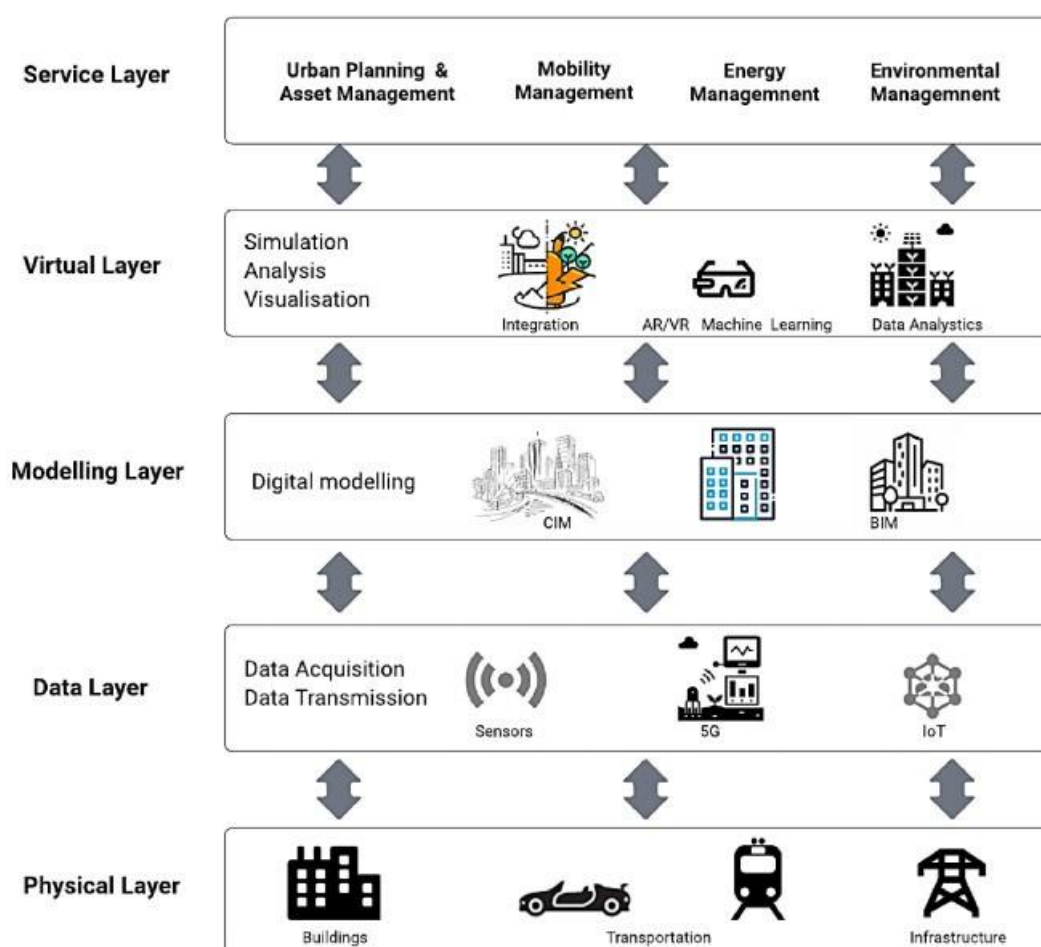 Service Layer
Urban Planning &
Asset Management
Mobility
Management
Energy
Managemnent
Environmental
Managemnent
Virtual Layer
Simulation
Analysis
Visualisation
Integration
AR/VR Machine Learning
Data Analystics
Modelling Layer
Digital modelling
CIM
BIM
Data Layer
Data Acquisition
Data Transmission
Sensors
5G
IoT
Physical Layer
Buildings
Transportation
Infrastructure